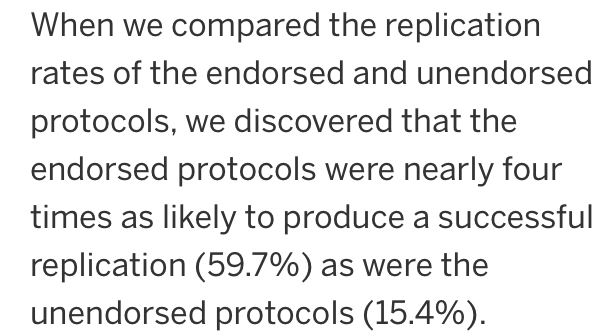 When we compared the replication
rates of the endorsed and unendorsed
protocols, we discovered that the
endorsed protocols were nearly four
times as likely to produce a successful
replication (59.7%) as were the
unendorsed protocols (15.4%).